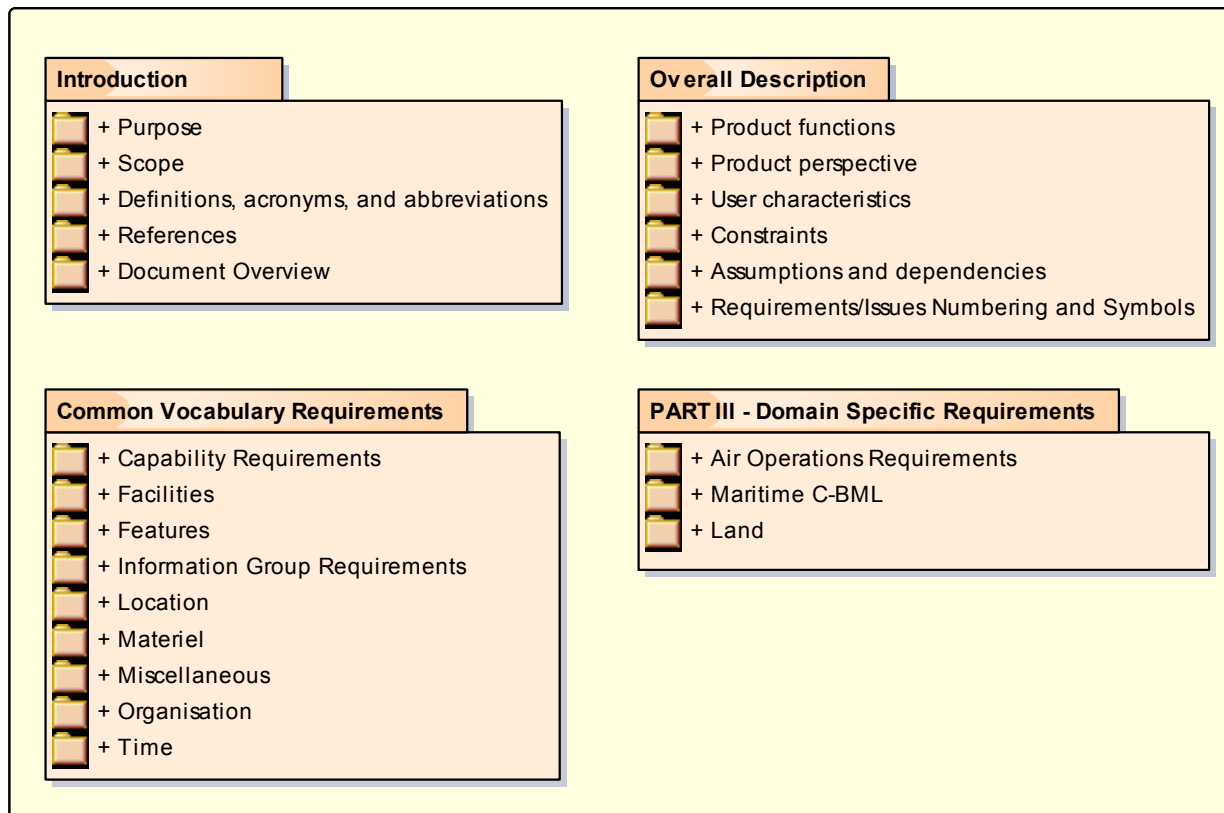 Introduction
+ Purpose
+ Scope
+ Definitions, acronyms, and abbreviations
+ References
+ Document Overview
Overall Description
+ Product functions
+ Product perspective
+ User characteristics
+ Constraints
+ Assumptions and dependencies
+ Requirements/Issues Numbering and Symbols
Common Vocabulary Requirements
+ Capability Requirements
+ Facilities
+ Features
+ Information Group Requirements
+ Location
+ Materiel
+ Miscellaneous
+ Organisation
+ Time
PART III - Domain Specific Requirements
+ Air Operations Requirements
+ Maritime C-BML
+ Land